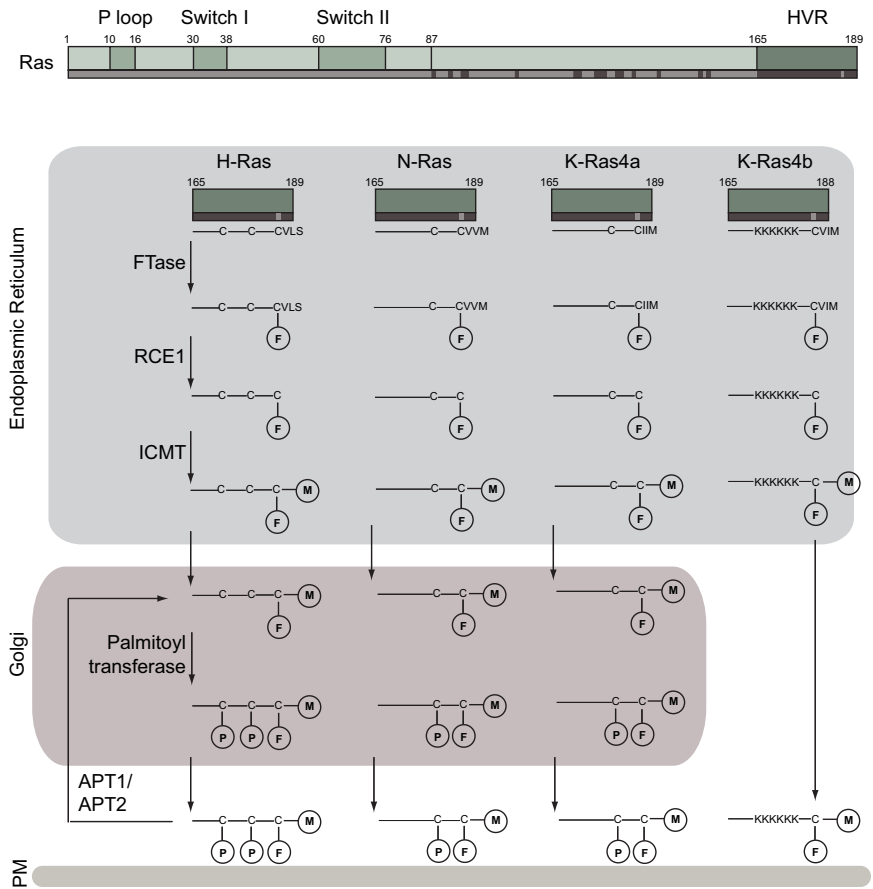 P loop Switch I Switch II HVR
1 10 16 30 38 60 76 87 165 189
Ras
Endoplasmic Reticulum
H-Ras N-Ras K-Ras4a K-Ras4b
165 189 165 189 165 189 165 188
C C CVLS C CVVM C CIIM KKKKKK CVIM
FTase
C C CVLS C CVVM C CIIM KKKKKK CVIM
F F F F
RCE1
C C C C C C C KKKKKK C
F F F F
ICMT
C C C M C C M C C M KKKKKK C M
F F F F
Golgi
C C C M C C M C C M
F F F
Palmitoyl
transferase
C C C M C C M C C M
P P F P F P F
APT1/
APT2
C C C M C C M C C M KKKKKK C M
P P F P F P F F
PM